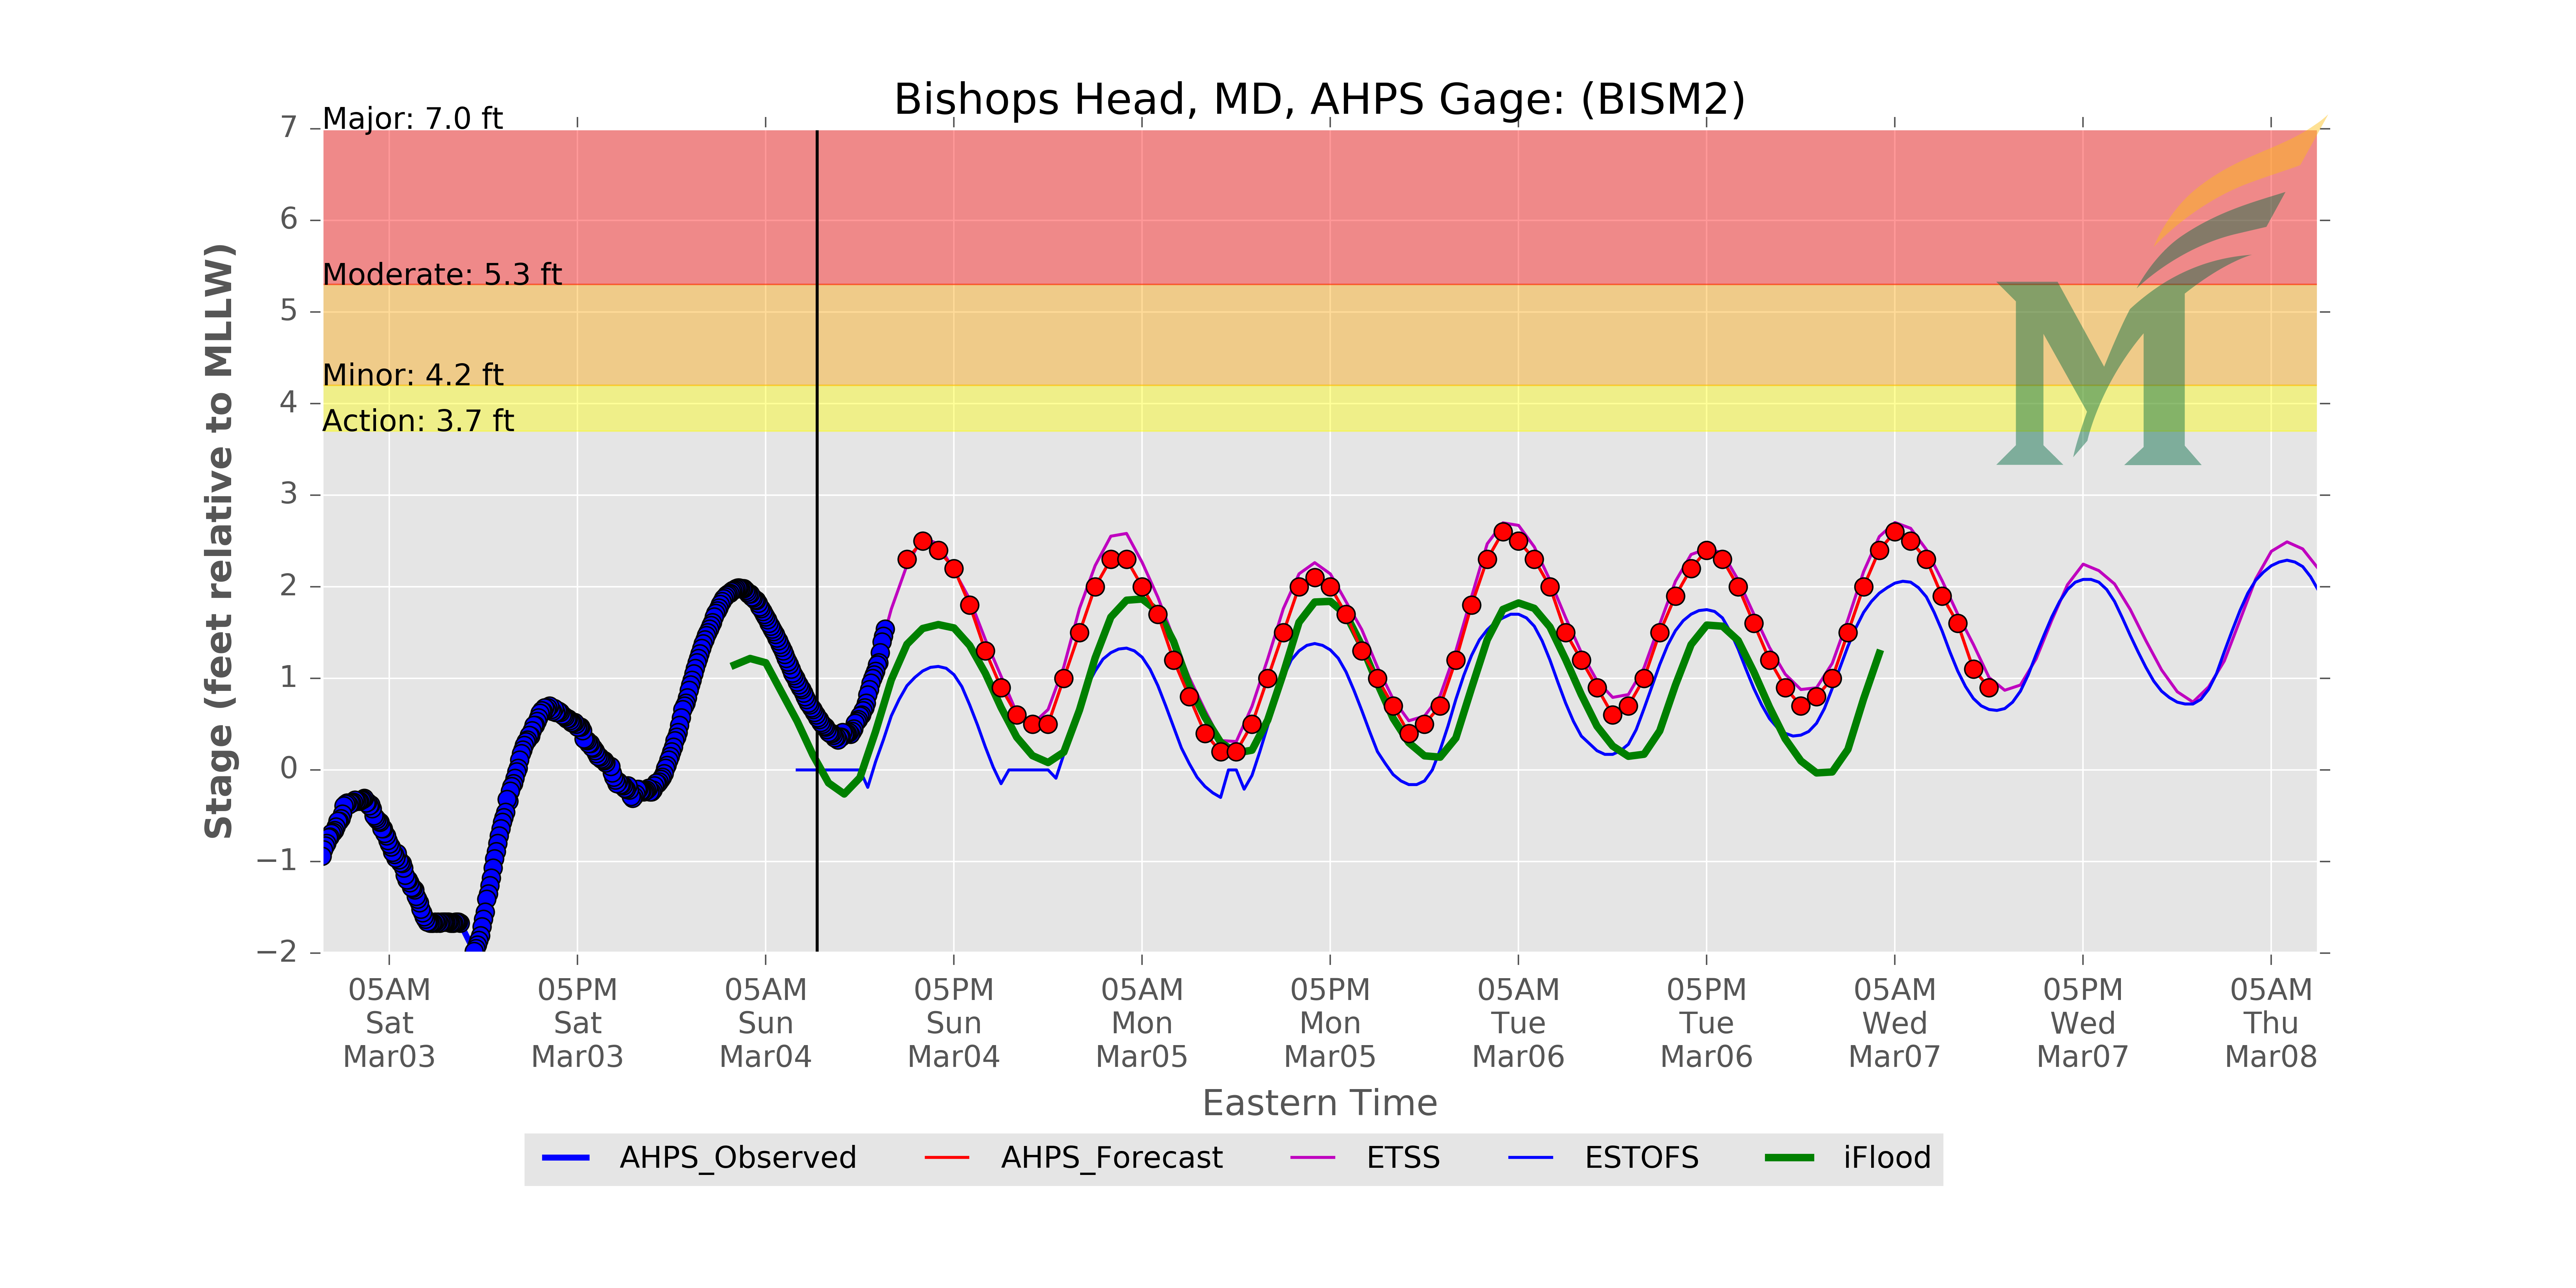 Bishops Head, MD, AHPS Gage: (BISM2)
Major: 7.0 ft
Moderate: 5.3 ft
Minor: 4.2 ft
Action: 3.7 ft
Stage (feet relative to MLLW)
7
6
5
4
3
2
1
0
−1
−2
05AM 05PM 05AM 05PM 05AM 05PM 05AM 05PM 05AM 05PM 05AM
Sat Sat Sun Sun Mon Mon Tue Tue Wed Wed Thu
Mar03 Mar03 Mar04 Mar04 Mar05 Mar05 Mar06 Mar06 Mar07 Mar07 Mar08
Eastern Time
AHPS_Observed AHPS_Forecast ETSS ESTOFS iFlood
M